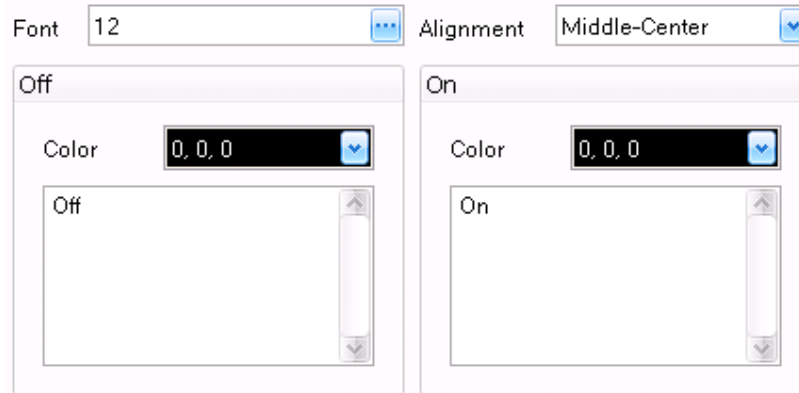 Font 12 Alignment Middle-Center
Off On
Color 0, 0, 0 Color 0, 0, 0
Off On